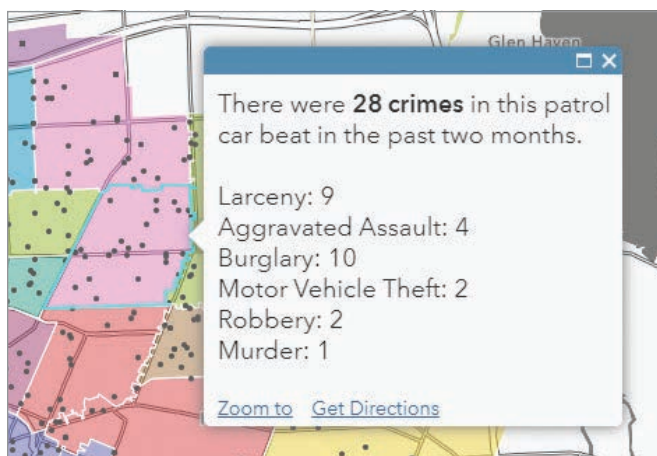 Glen Haven
There were 28 crimes in this patrol
car beat in the past two months.
Larceny: 9
Aggravated Assault: 4
Burglary: 10
Motor Vehicle Theft: 2
Robbery: 2
Murder: 1
Zoom to Get Directions